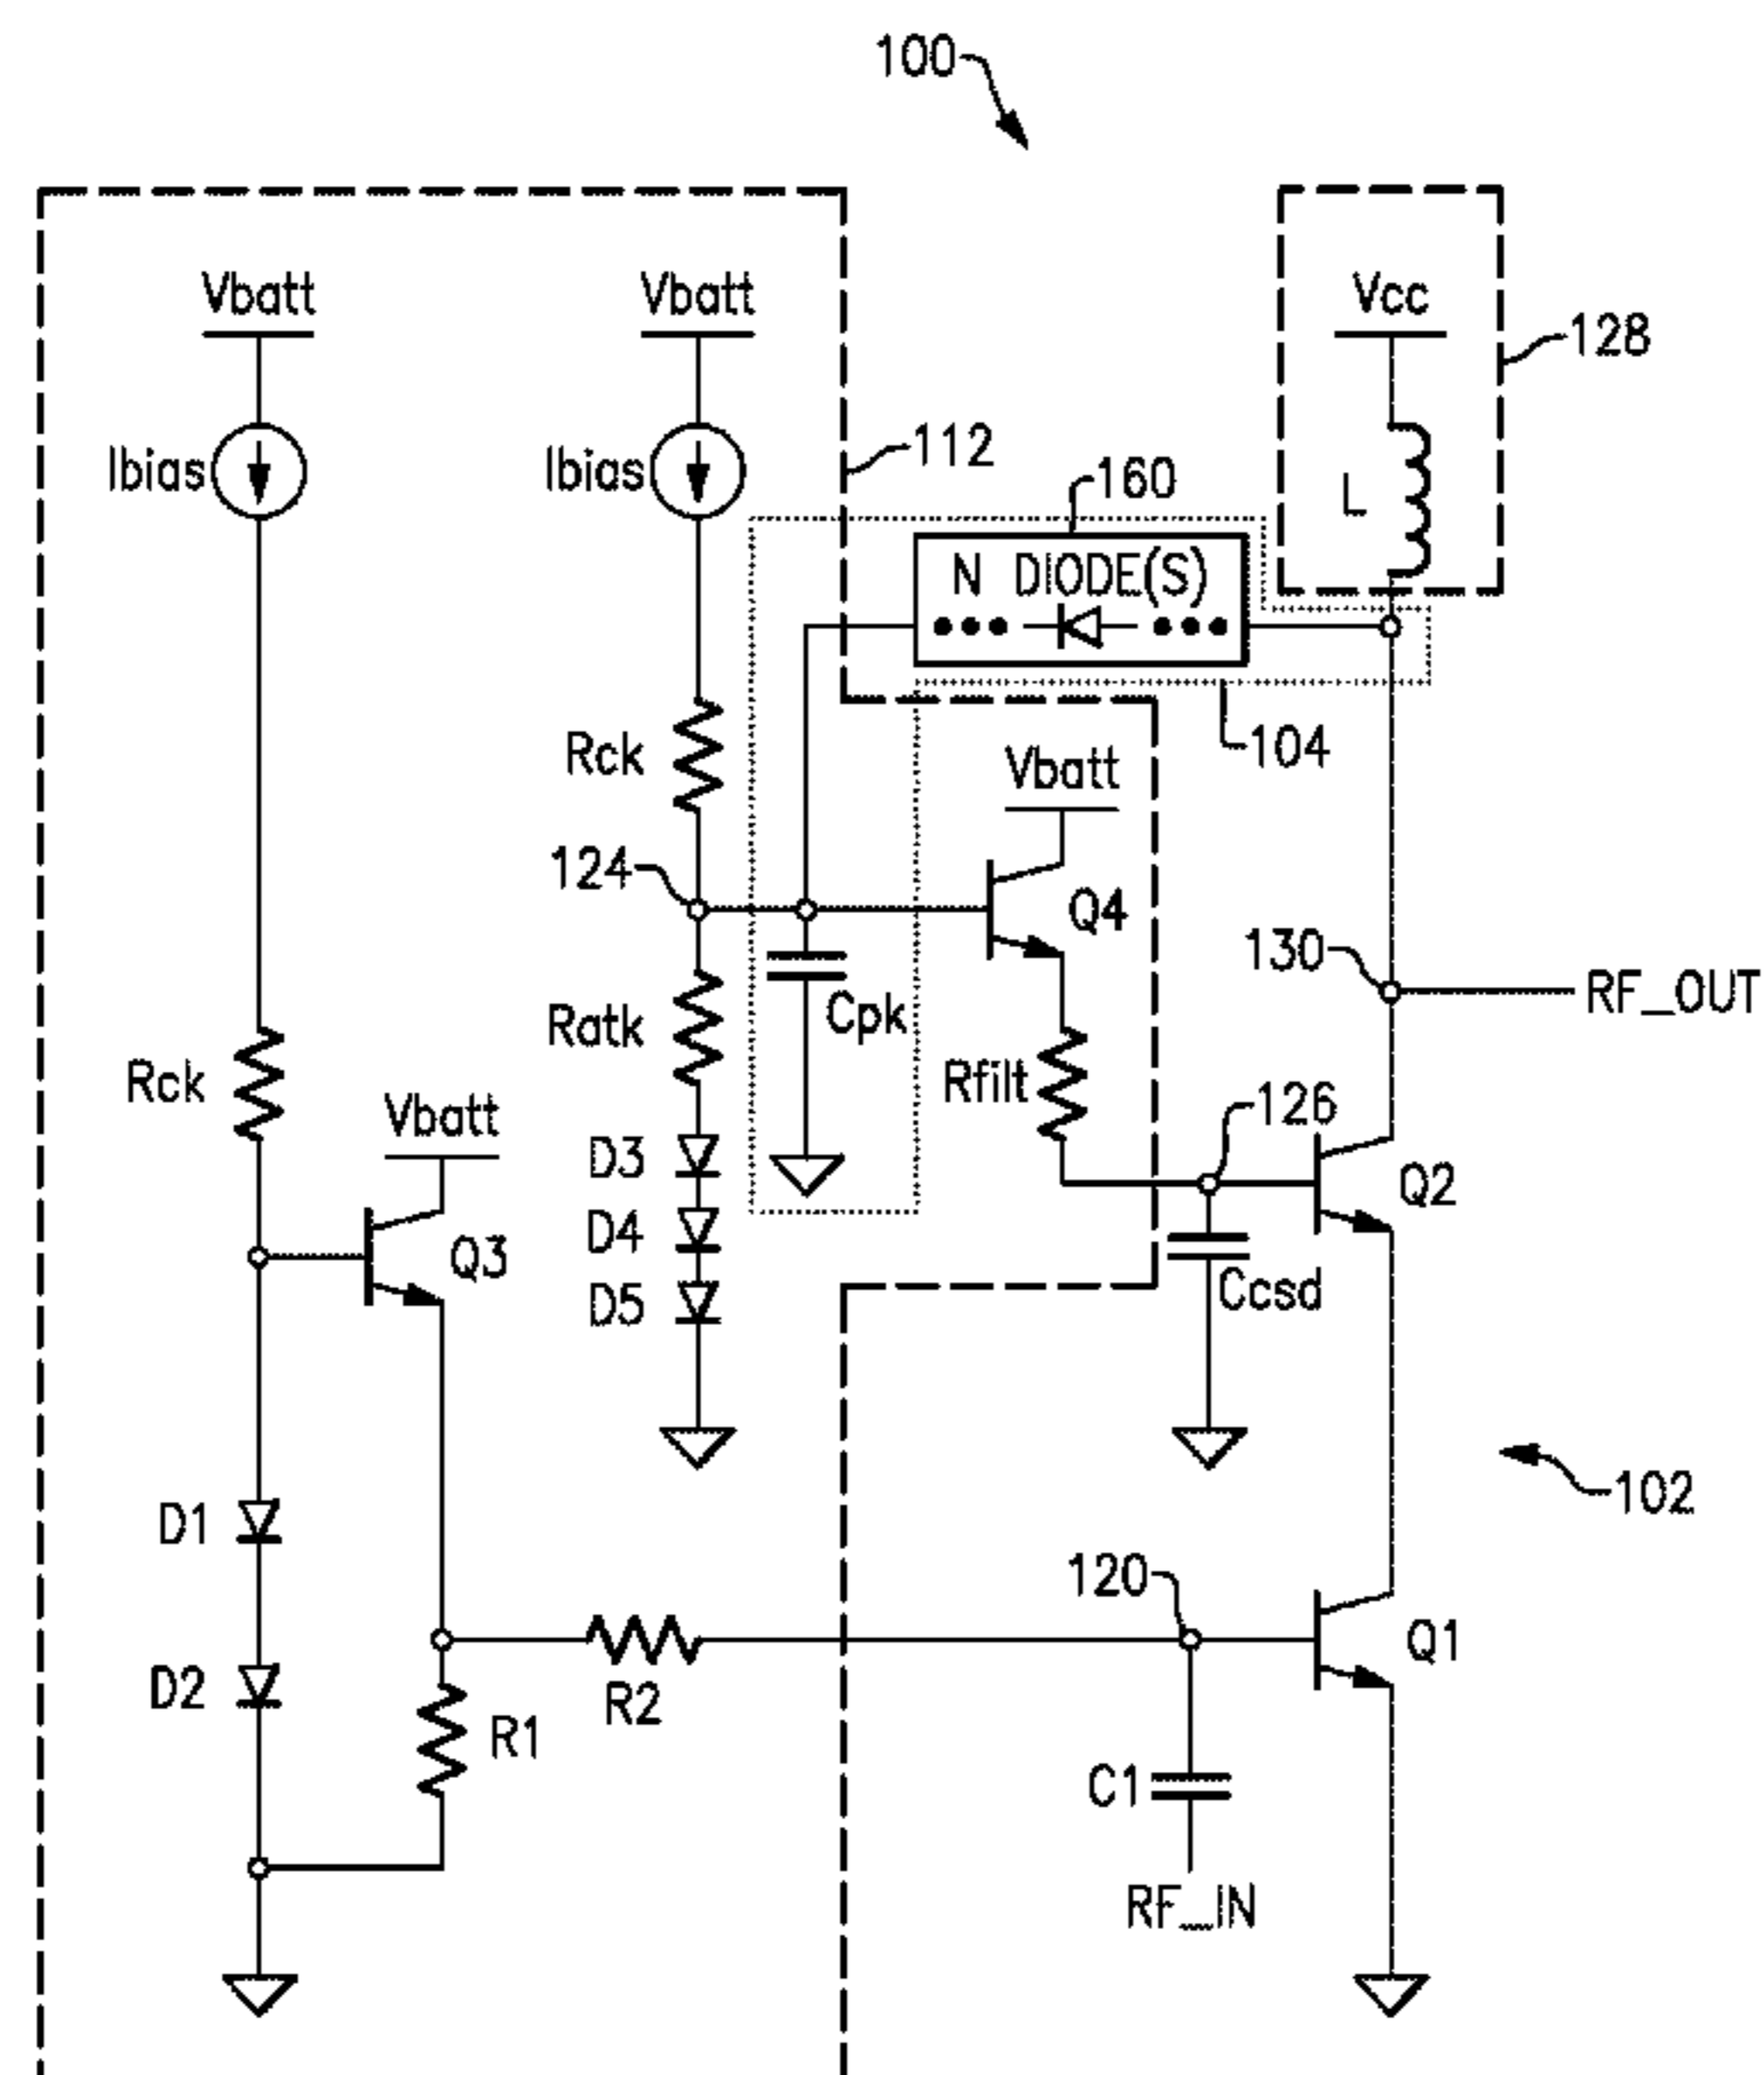 100
Vbatt
Vbatt
Vcc
128
Ibias
Ibias
112
160
L
N DIODE(S)
Rck
104
Vbatt
124
Q4
130
RF_OUT
Ratk
Cpk
Rck
Rfilt
126
Vbatt
D3
Q2
Q3
D4
D5
Ccsd
102
D1
120
Q1
D2
R2
R1
C1
RF_IN